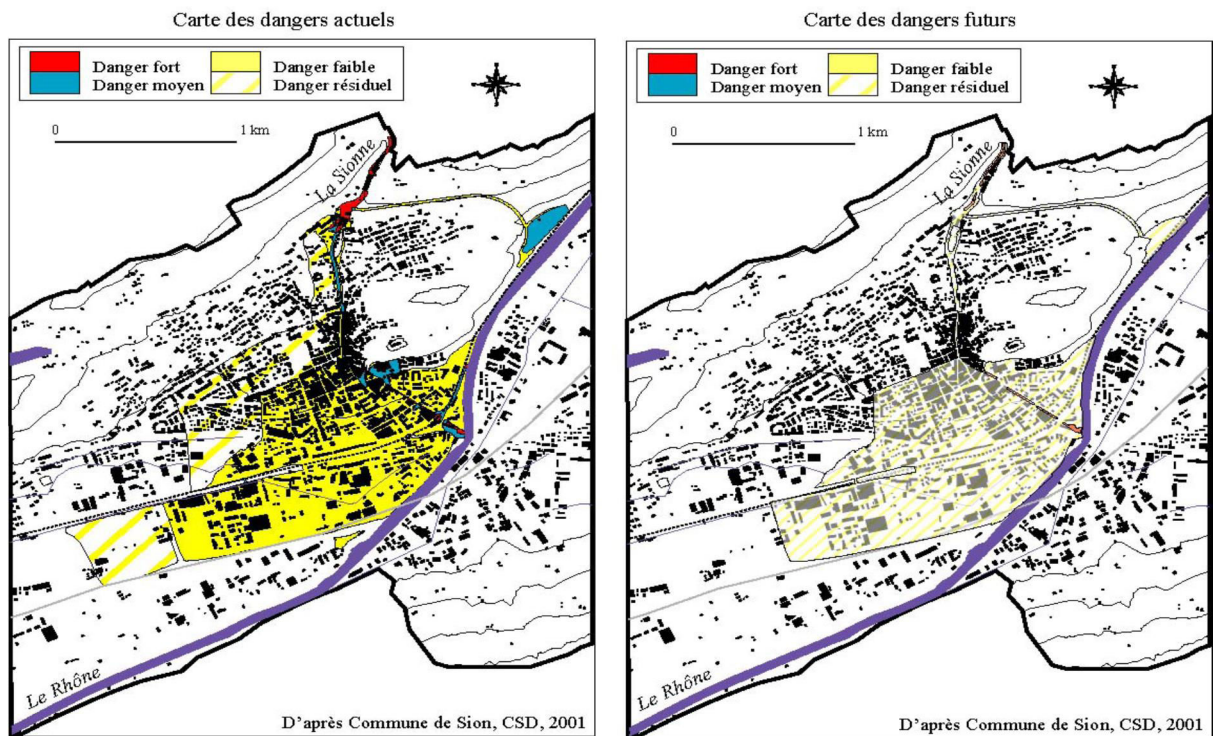 Carte des dangers actuels
Danger fort
Danger faible
Danger moyen
Danger résiduel
0
1 km
La Sionne
Le Rhône
D'après Commune de Sion, CSD, 2001
Carte des dangers futurs
Danger fort
Danger faible
Danger moyen
Danger résiduel
0
1 km
La Sionne
Le Rhône
D'après Commune de Sion, CSD, 2001